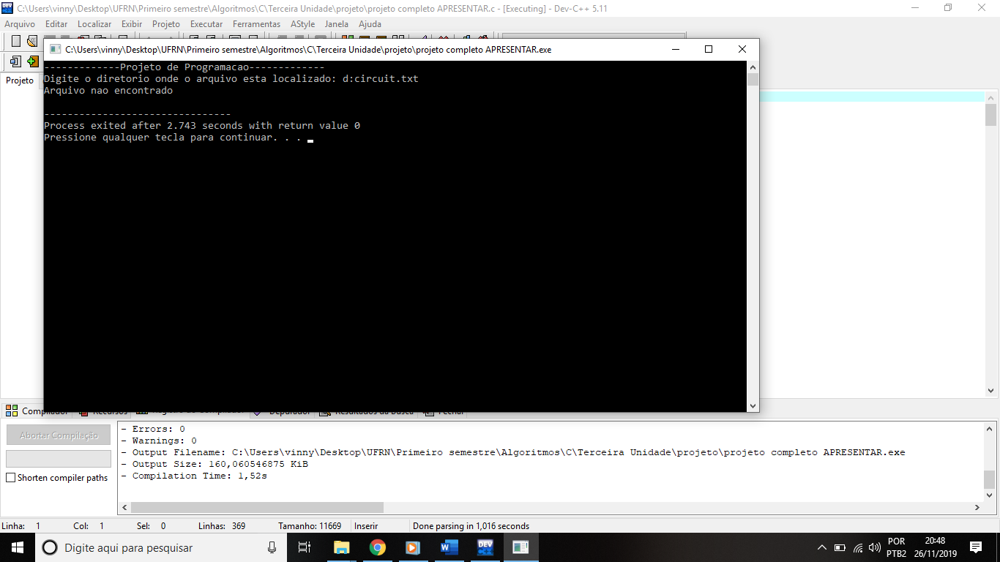 C:\Users\vinny\Desktop\UFRN\Primeiro semestre\Algoritmos\C\Terceira Unidade\projeto\projeto completo APRESENTAR.c - [Executing] - Dev-C++ 5.11
Arquivo Editar Localizar Exibir Projeto Executar Ferramentas AStyle Janela Ajuda
C:\Users\vinny\Desktop\UFRN\Primeiro semestre\Algoritmos\C\Terceira Unidade\projeto\projeto completo APRESENTAR.exe
Projeto
-------------Projeto de Programacao-------------
Digite o diretorio onde o arquivo esta localizado: d:circuit.txt
Arquivo nao encontrado
--------------------------------
Process exited after 2.743 seconds with return value 0
Pressione qualquer tecla para continuar. . .
Compilador Recursos Depurador Resultados da Busca Fechar
Abortar Compilação
Shorten compiler paths
- Errors: 0
- Warnings: 0
- Output Filename: C:\Users\vinny\Desktop\UFRN\Primeiro semestre\Algoritmos\C\Terceira Unidade\projeto\projeto completo APRESENTAR.exe
- Output Size: 160,060546875 KiB
- Compilation Time: 1,52s
Linha: 1 Col: 1 Sel: 0 Linhas: 369 Tamanho: 11669 Inserir Done parsing in 1,016 seconds
Digite aqui para pesquisar
DEV
POR
PTB2
20:48
26/11/2019